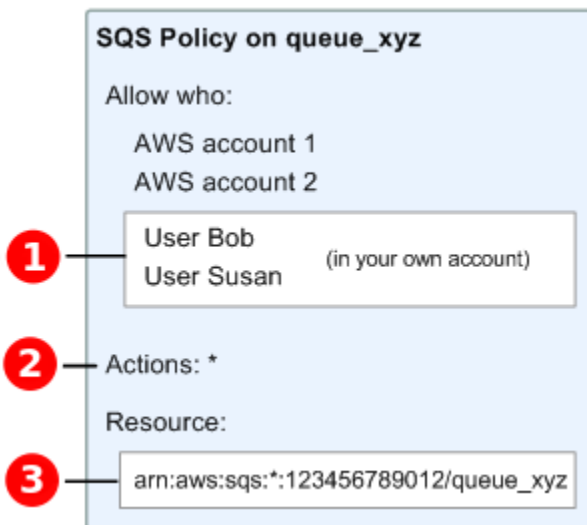 SQS Policy on queue_xyz
Allow who:
AWS account 1
AWS account 2
1
User Bob
User Susan
(in your own account)
2
Actions: *
Resource:
3
arn:aws:sqs:*:123456789012/queue_xyz